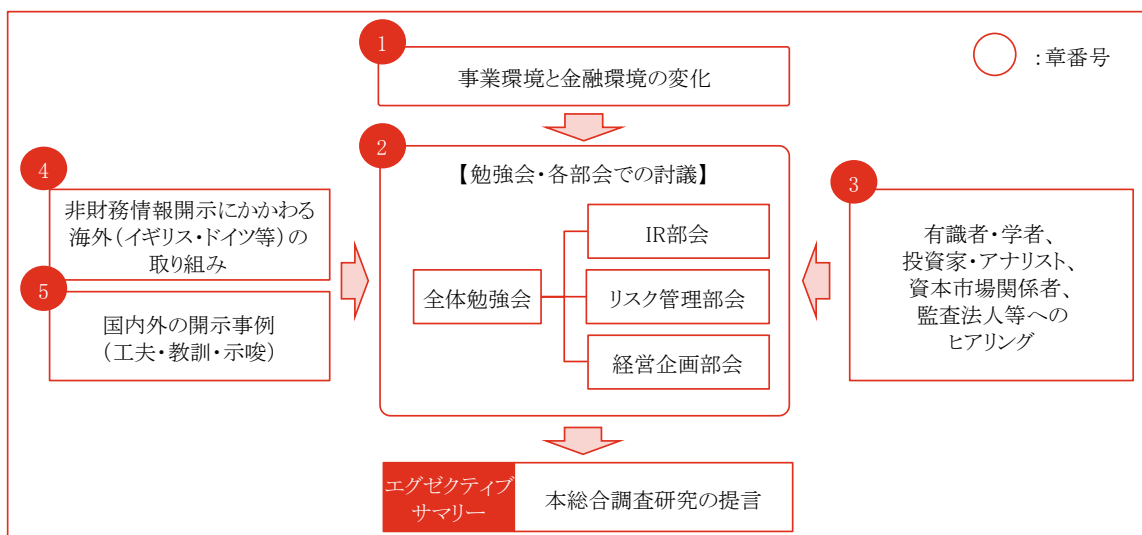 1
事業環境と金融環境の変化
:章番号
2
【勉強会・各部会での討議】
全体勉強会
IR部会
リスク管理部会
経営企画部会
3
有識者・学者、
投資家・アナリスト、
資本市場関係者、
監査法人等への
ヒアリング
4
非財務情報開示にかかわる
海外(イギリス・ドイツ等)の
取り組み
5
国内外の開示事例
(工夫・教訓・示唆)
エグゼクティブ
サマリー
本総合調査研究の提言